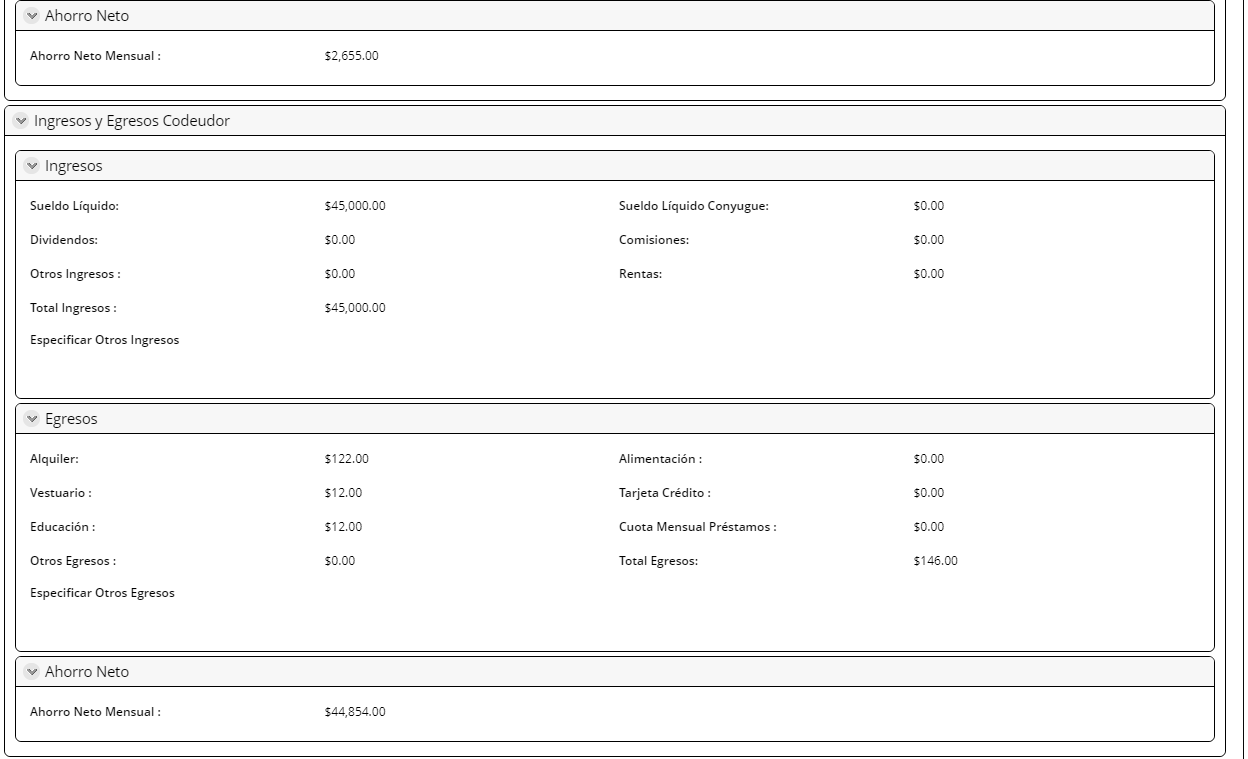 Ahorro Neto
Ahorro Neto Mensual : $2,655.00
Ingresos y Egresos Codeudor
Ingresos
Sueldo Líquido: $45,000.00 Sueldo Líquido Conyugue: $0.00
Dividendos: $0.00 Comisiones: $0.00
Otros Ingresos : $0.00 Rentas: $0.00
Total Ingresos : $45,000.00
Especificar Otros Ingresos
Egresos
Alquiler: $122.00 Alimentación : $0.00
Vestuario : $12.00 Tarjeta Crédito : $0.00
Educación : $12.00 Cuota Mensual Préstamos : $0.00
Otros Egresos : $0.00 Total Egresos: $146.00
Especificar Otros Egresos
Ahorro Neto
Ahorro Neto Mensual : $44,854.00